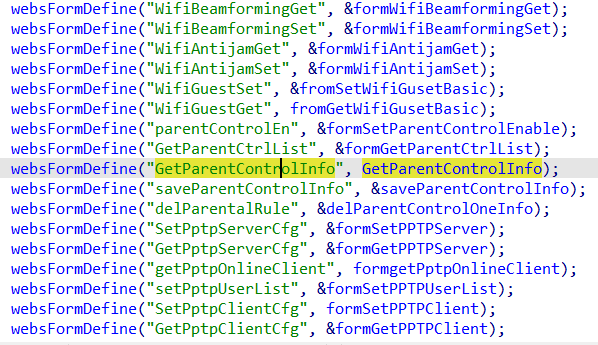 websFormDefine("WifiBeamformingGet", &formWifiBeamformingGet);
websFormDefine("WifiBeamformingSet", &formWifiBeamformingSet);
websFormDefine("WifiAntijamGet", &formWifiAntijamGet);
websFormDefine("WifiAntijamSet", &formWifiAntijamSet);
websFormDefine("WifiGuestSet", &fromSetWifiGusetBasic);
websFormDefine("WifiGuestGet", fromGetWifiGusetBasic);
websFormDefine("parentControlEn", &formSetParentControlEnable);
websFormDefine("GetParentCtrlList", &formGetParentCtrlList);
websFormDefine("GetParentControlInfo", GetParentControlInfo);
websFormDefine("saveParentControlInfo", &saveParentControlInfo);
websFormDefine("delParentalRule", &delParentControlOneInfo);
websFormDefine("SetPptpServerCfg", &formSetPPTPServer);
websFormDefine("GetPptpServerCfg", &formGetPPTPServer);
websFormDefine("getPptpOnlineClient", formgetPptpOnlineClient);
websFormDefine("setPptpUserList", &formSetPPTPUserList);
websFormDefine("SetPptpClientCfg", formSetPPTPClient);
websFormDefine("GetPptpClientCfg", &formGetPPTPClient);